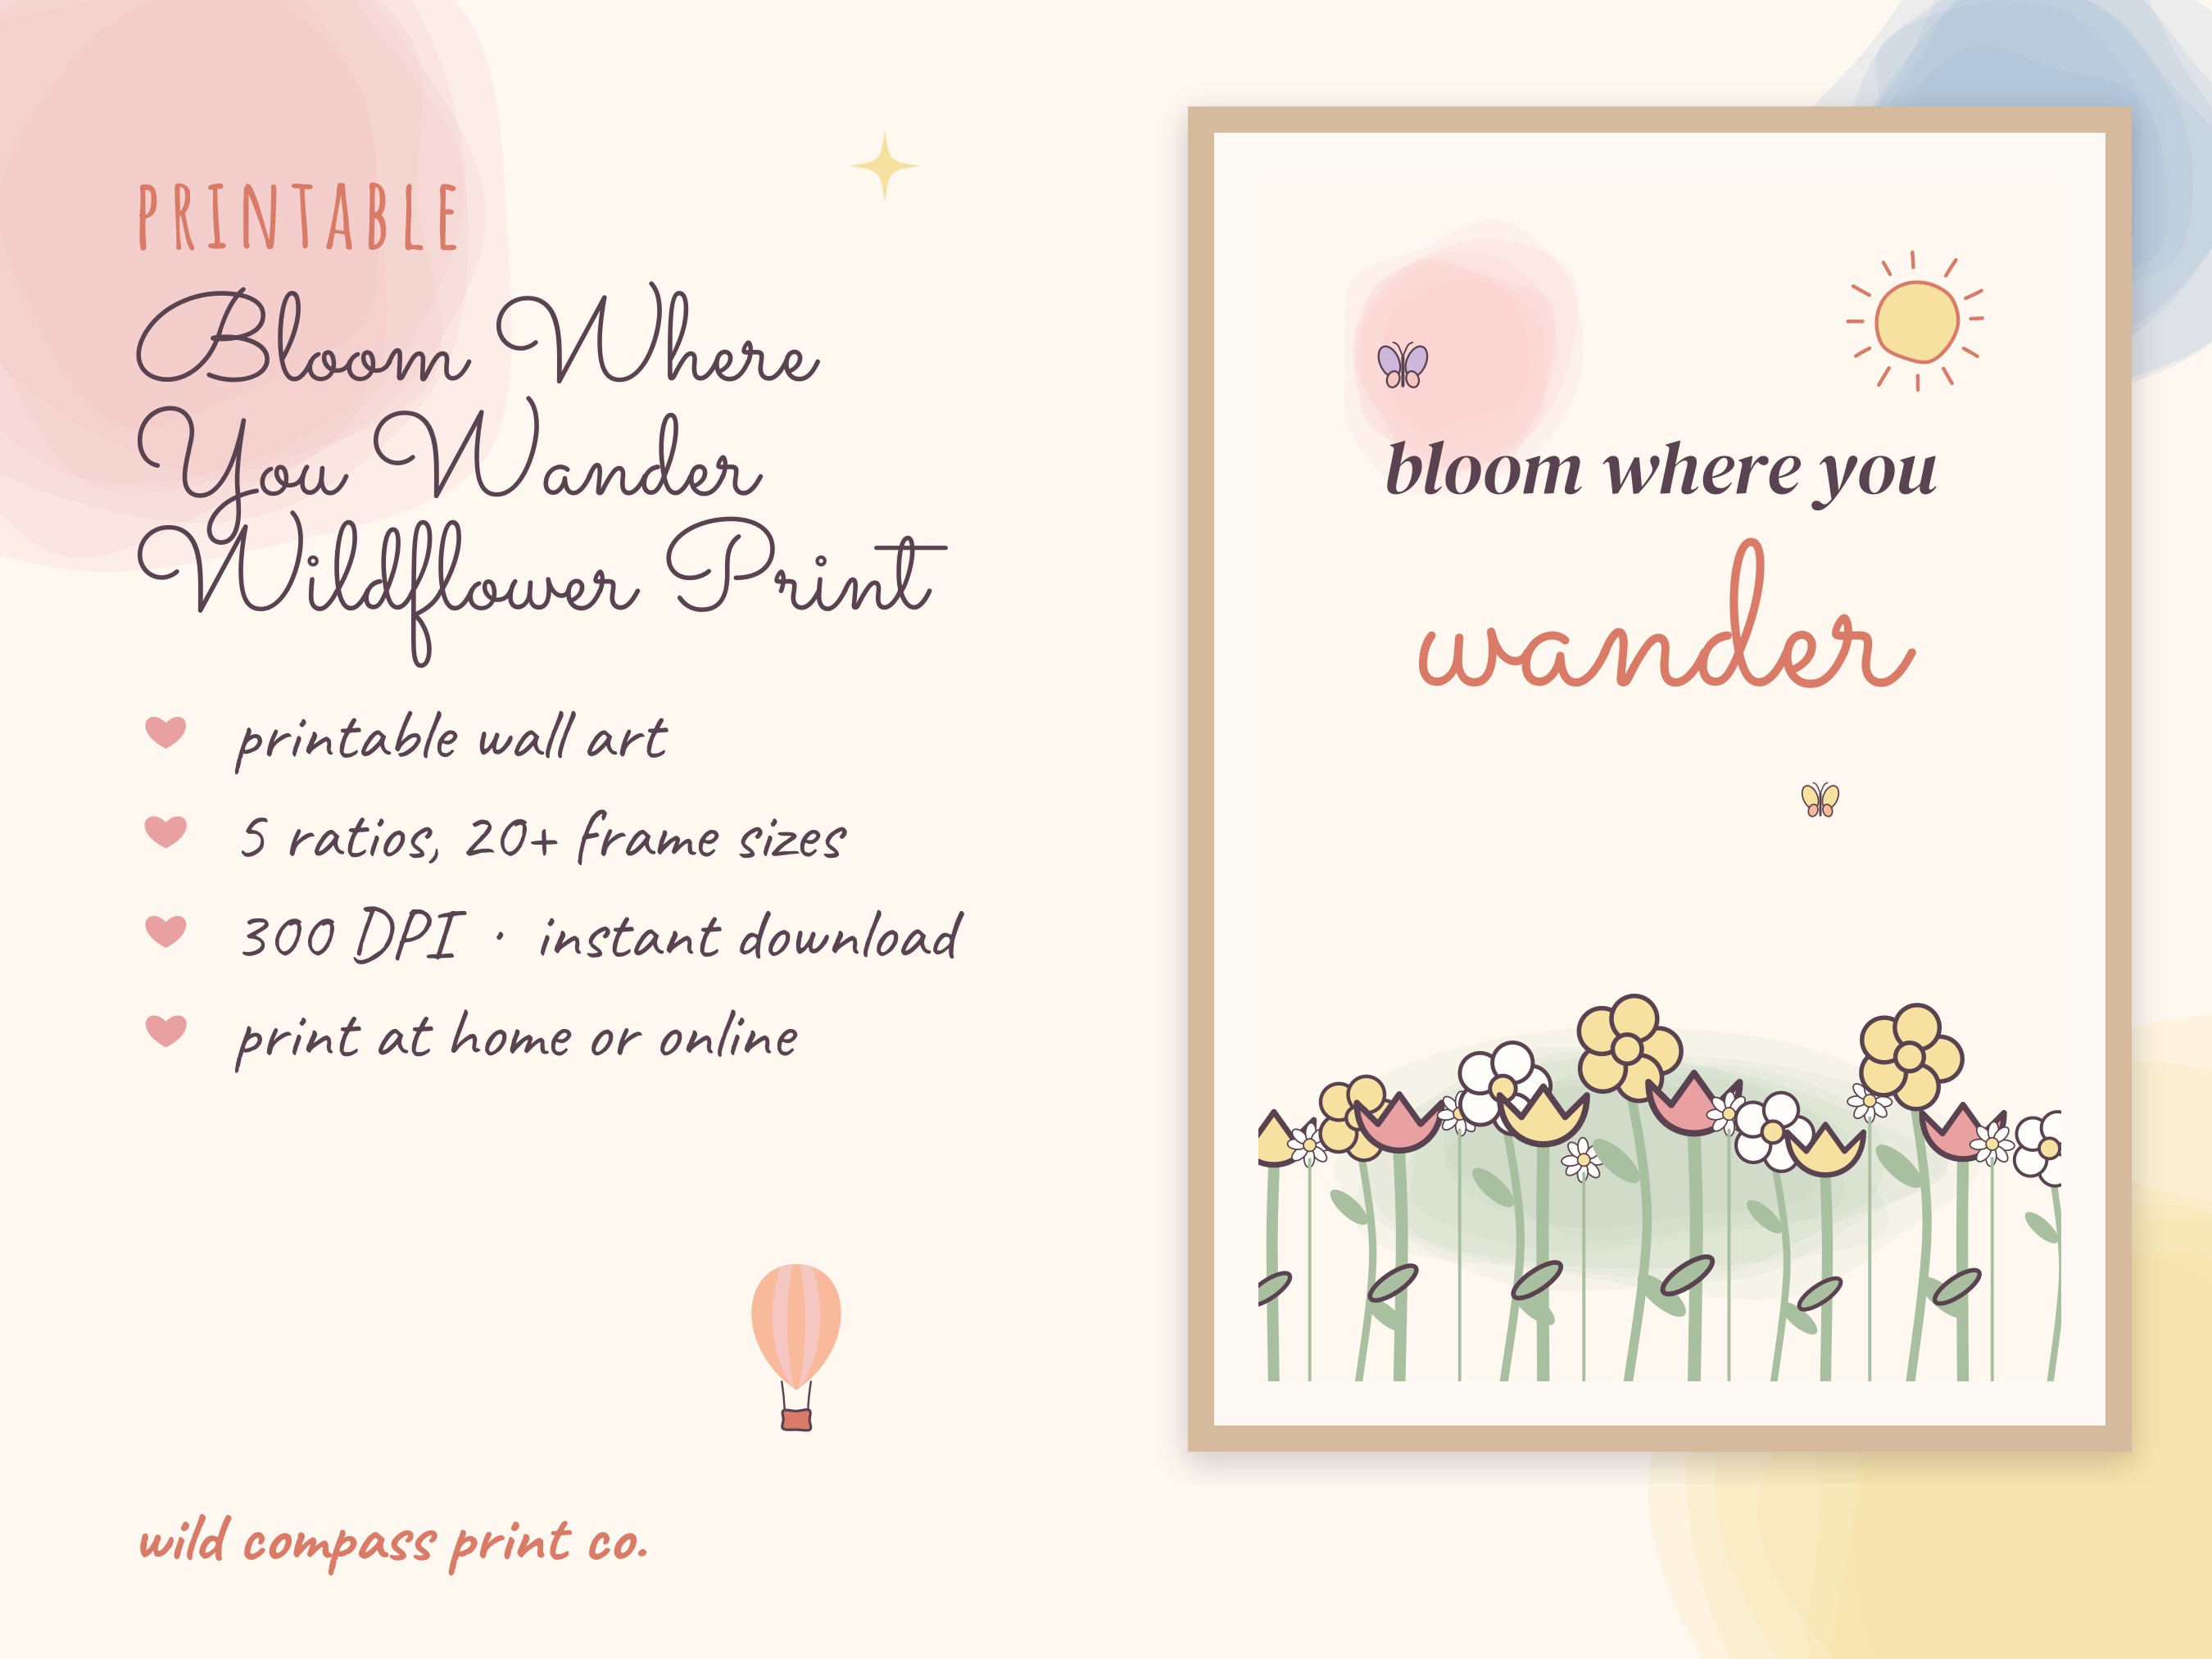 PRINTABLE
Bloom Where
You Wander
Wildflower Print
printable wall art
5 ratios, 20+ frame sizes
300 DPI · instant download
print at home or online
wild compass print co.
bloom where you
wander